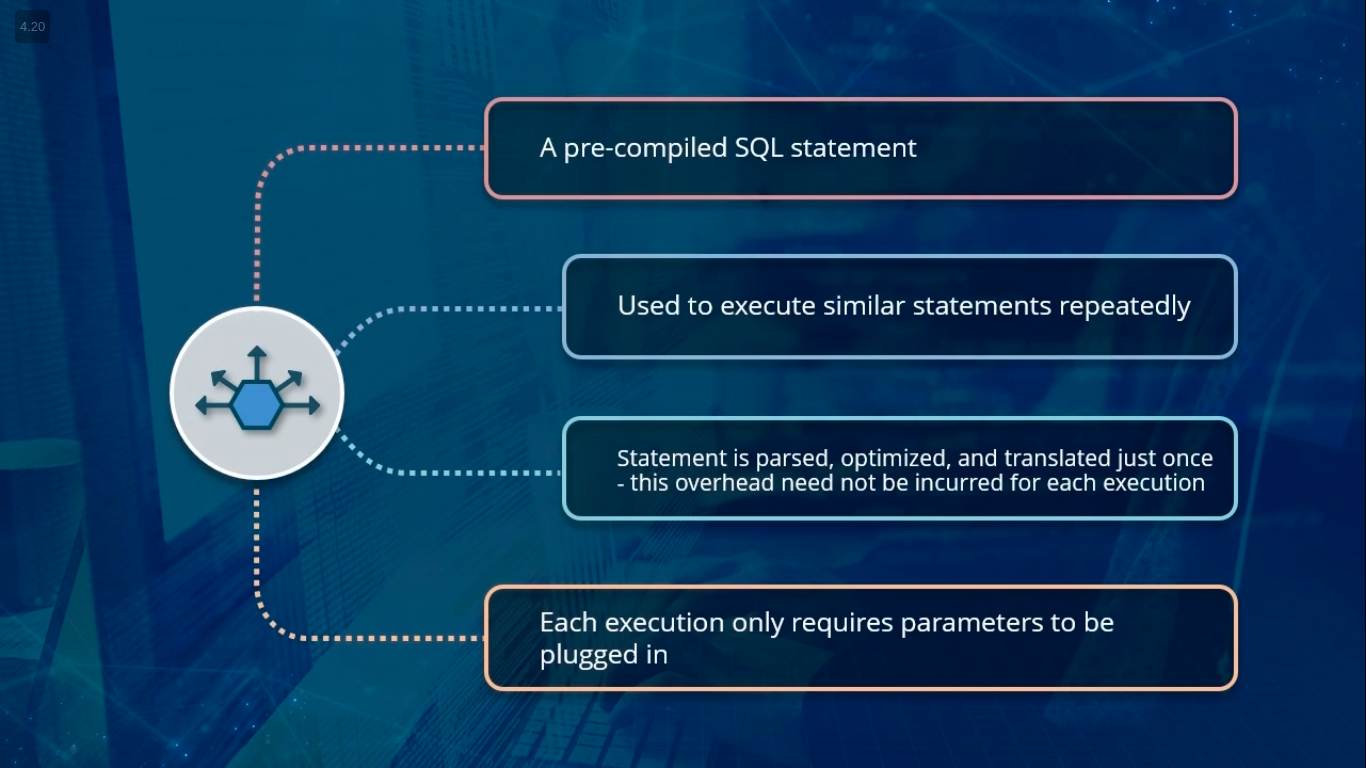 4.20
A pre-compiled SQL statement
Used to execute similar statements repeatedly
Statement is parsed, optimized, and translated just once
- this overhead need not be incurred for each execution
Each execution only requires parameters to be
plugged in